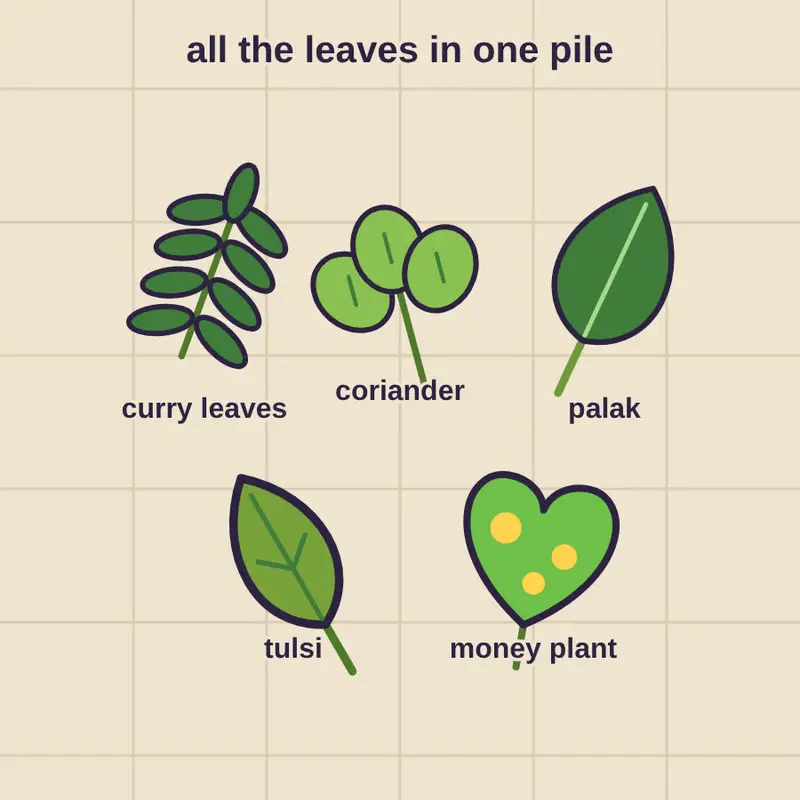 all the leaves in one pile
curry leaves
coriander
palak
tulsi
money plant